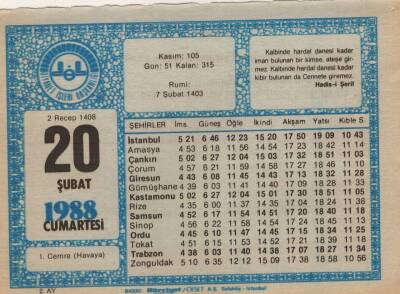 DİYANET İŞLERİ BAŞKANLIĞI
Kasım: 105
Gün: 51 Kalan: 315
Rumi:
7 Şubat 1403
Kalbinde hardal danesi kadar
iman bulunan bir kimse, ateşe gir-
mez. Kalbinde hardal danesi kadar
kibir bulunan da Cennete giremez.
Hadis-i Şerif
2 Recep 1408
20
ŞUBAT
1988
CUMARTESİ
1. Cemre (Havaya)
2. AY
ŞEHİRLER İms. Güneş Öğle İkindi Akşam Yatsı Kıble S.
İstanbul 5 21 6 46 12 23 15 20 17 50 19 09 10 43
Amasya 4 53 6 18 11 56 14 54 17 23 18 42 11 14
Çankırı 5 02 6 27 12 04 15 03 17 32 18 51 11 03
Çorum 4 57 6 21 11 59 14 58 17 27 18 46 11 10
Giresun 4 43 6 08 11 45 14 43 17 13 18 32 11 28
Gümüşhane 4 39 6 03 11 41 14 40 17 09 18 28 11 33
Kastamonu 5 02 6 27 12 04 15 01 17 30 18 51 11 05
Rize 4 35 6 00 11 37 14 35 17 04
Samsun 4 52 6 17 11 54 14 51 17 20 18 40 11 18
Sinop 4 56 6 22 11 58 14 54 17 24 18 45 11 13
Ordu 4 45 6 10 11 47 14 45 17 15 18 34 11 25
Tokat 4 51 6 15 11 53 14 52 17 21 18 39 11 18
Trabzon 4 38 6 03 11 40 14 38 17 07 18 27 11 34
Zonguldak 5 10 6 35 12 12 15 09 17 38 18 58 10 56